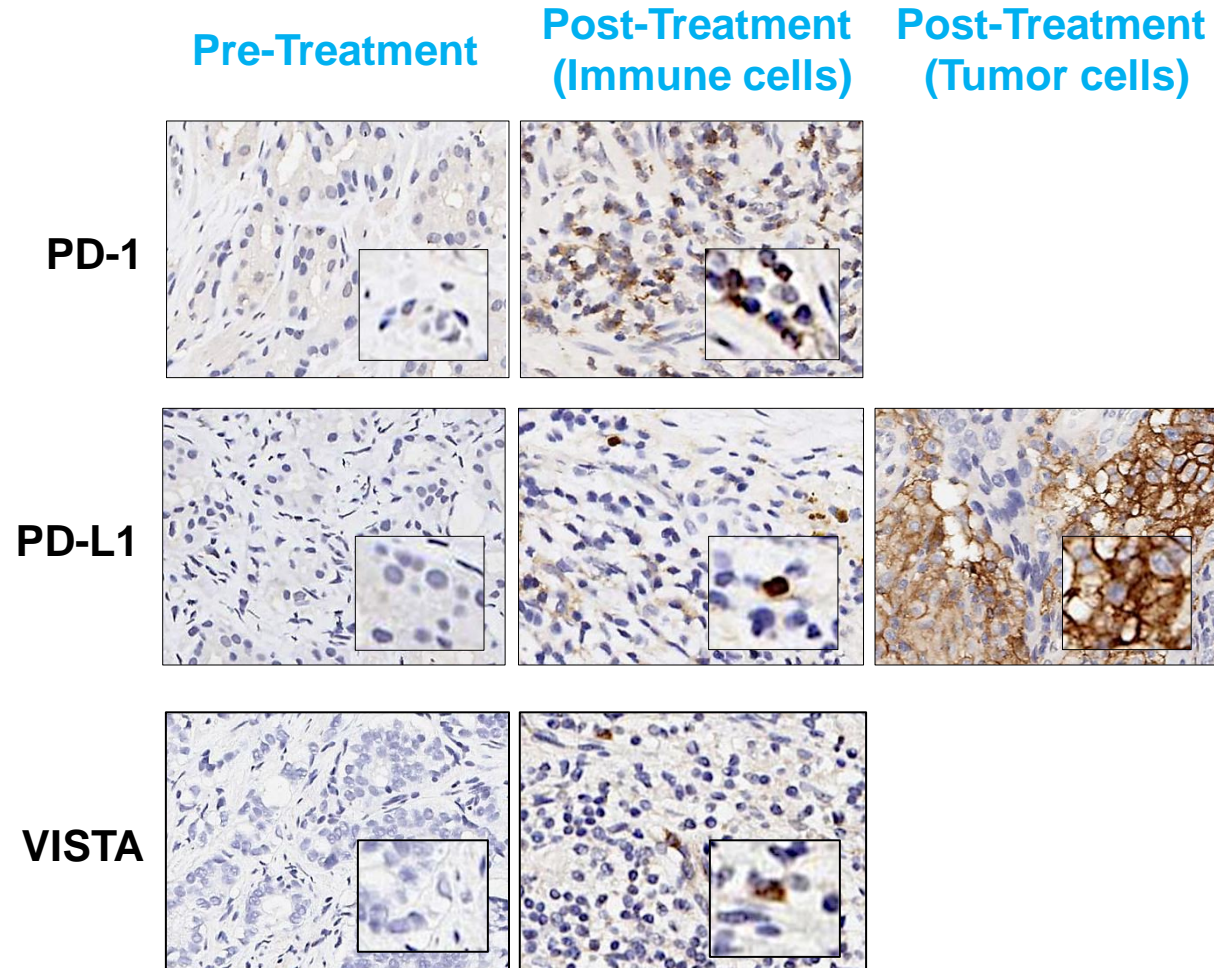 Pre-Treatment
Post-Treatment
(Immune cells)
Post-Treatment
(Tumor cells)
PD-1
PD-L1
VISTA